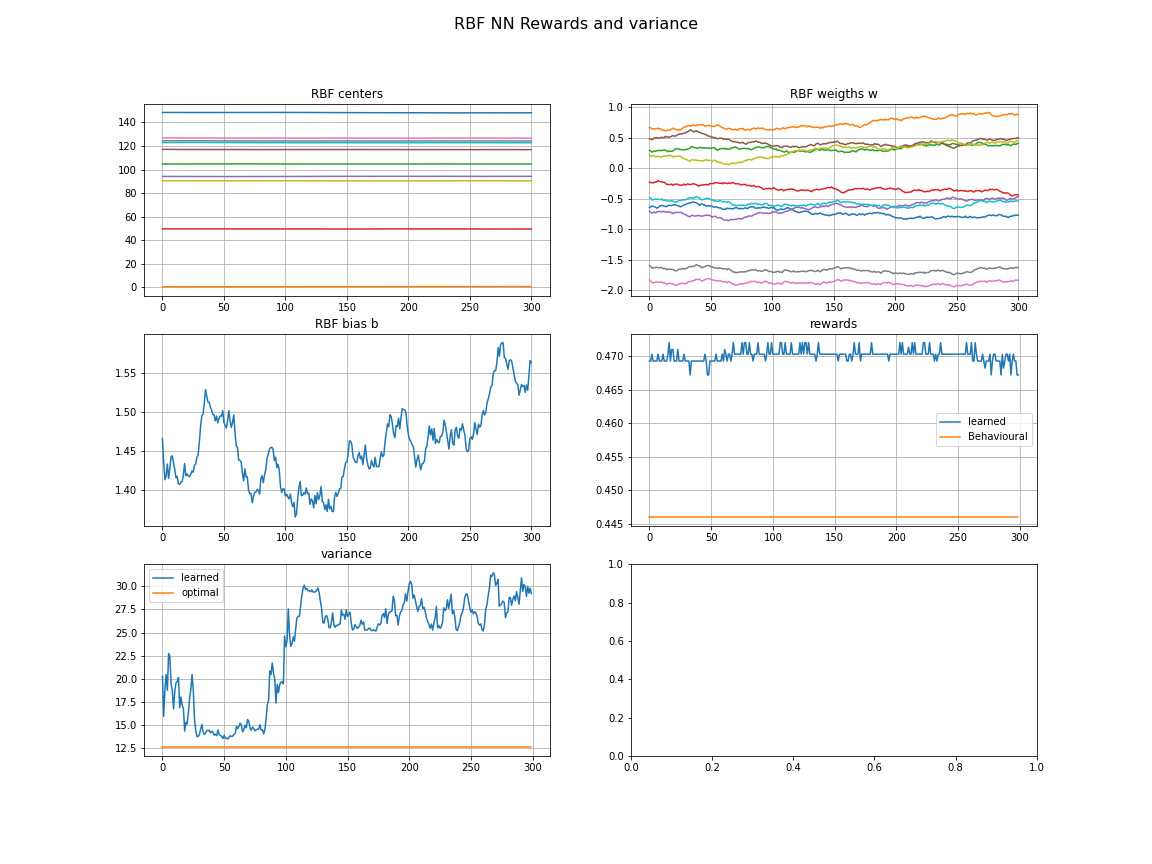 RBF NN Rewards and variance
RBF centers
140
120
100
80
60
40
20
0
0 50 100 150 200 250 300
RBF weigths w
1.0
0.5
0.0
−0.5
−1.0
−1.5
−2.0
0 50 100 150 200 250 300
RBF bias b
1.55
1.50
1.45
1.40
0 50 100 150 200 250 300
rewards
0.470
0.465
0.460
0.455
0.450
0.445
learned
Behavioural
0 50 100 150 200 250 300
variance
30.0
27.5
25.0
22.5
20.0
17.5
15.0
12.5
learned
optimal
0 50 100 150 200 250 300
1.0
0.8
0.6
0.4
0.2
0.0
0.0 0.2 0.4 0.6 0.8 1.0